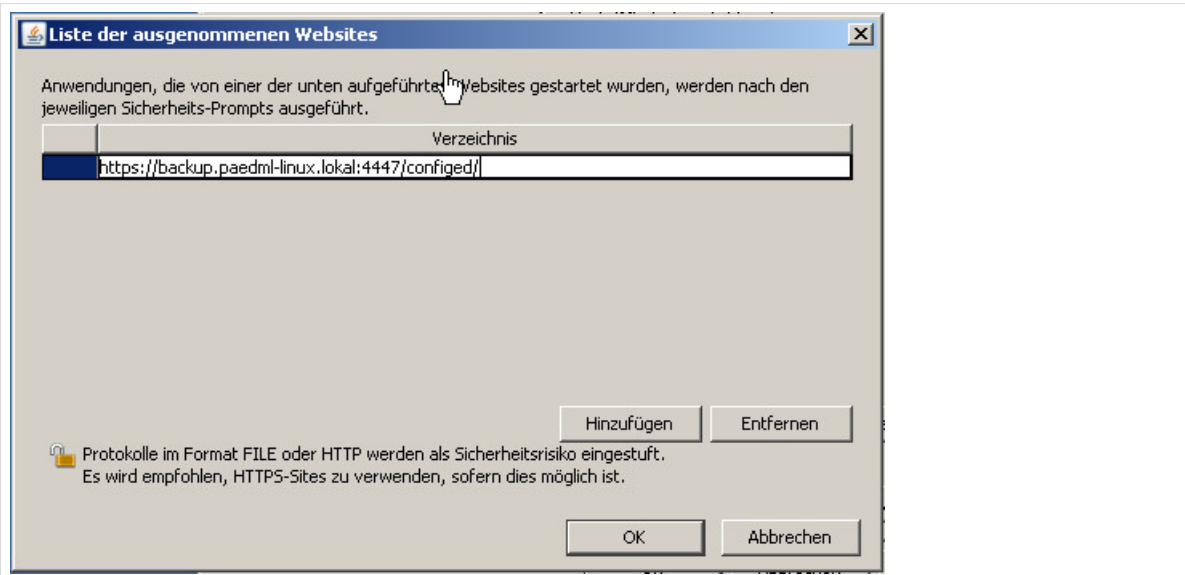 Liste der ausgenommenen Websites
Anwendungen, die von einer der unten aufgeführte Websites gestartet wurden, werden nach den
jeweiligen Sicherheits-Prompts ausgeführt.
Verzeichnis
https://backup.paedml-linux.lokal:4447/configed/
Hinzufügen
Entfernen
Protokolle im Format FILE oder HTTP werden als Sicherheitsrisiko eingestuft.
Es wird empfohlen, HTTPS-Sites zu verwenden, sofern dies möglich ist.
OK
Abbrechen